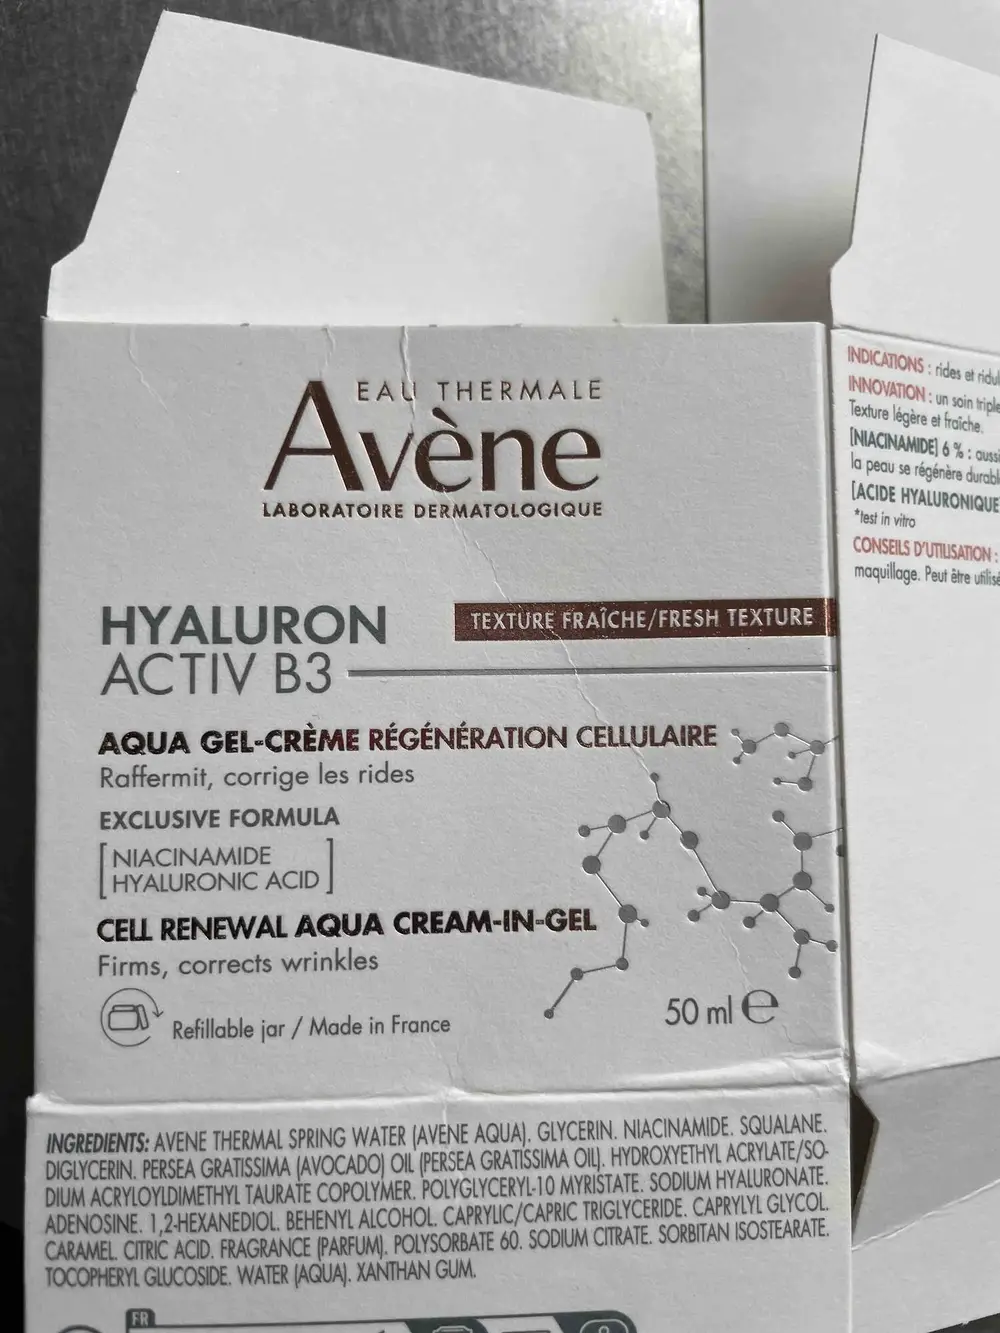 EAU THERMALE
Avène
LABORATOIRE DERMATOLOGIQUE
HYALURON
ACTIV B3
TEXTURE FRAÎCHE/FRESH TEXTURE
AQUA GEL-CRÈME RÉGÉNÉRATION CELLULAIRE
Raffermit, corrige les rides
EXCLUSIVE FORMULA
[NIACINAMIDE
HYALURONIC ACID]
CELL RENEWAL AQUA CREAM-IN-GEL
Firms, corrects wrinkles
Refillable jar / Made in France
50 ml ℮
INGREDIENTS: AVENE THERMAL SPRING WATER (AVENE AQUA). GLYCERIN. NIACINAMIDE. SQUALANE.
DIGLYCERIN. PERSEA GRATISSIMA (AVOCADO) OIL (PERSEA GRATISSIMA OIL). HYDROXYETHYL ACRYLATE/SO-
DIUM ACRYLOYLDIMETHYL TAURATE COPOLYMER. POLYGLYCERYL-10 MYRISTATE. SODIUM HYALURONATE.
ADENOSINE. 1,2-HEXANEDIOL. BEHENYL ALCOHOL. CAPRYLIC/CAPRIC TRIGLYCERIDE. CAPRYLYL GLYCOL.
CARAMEL. CITRIC ACID. FRAGRANCE (PARFUM). POLYSORBATE 60. SODIUM CITRATE. SORBITAN ISOSTEARATE.
TOCOPHERYL GLUCOSIDE. WATER (AQUA). XANTHAN GUM.
FR
INDICATIONS : rides et
INNOVATION : un soin
Texture légère et fraîche.
[NIACINAMIDE] 6 % :
la peau se régénère
[ACIDE HYALURONIQUE
*test in vitro
CONSEILS D'UTILISATION :
maquillage. Peut être